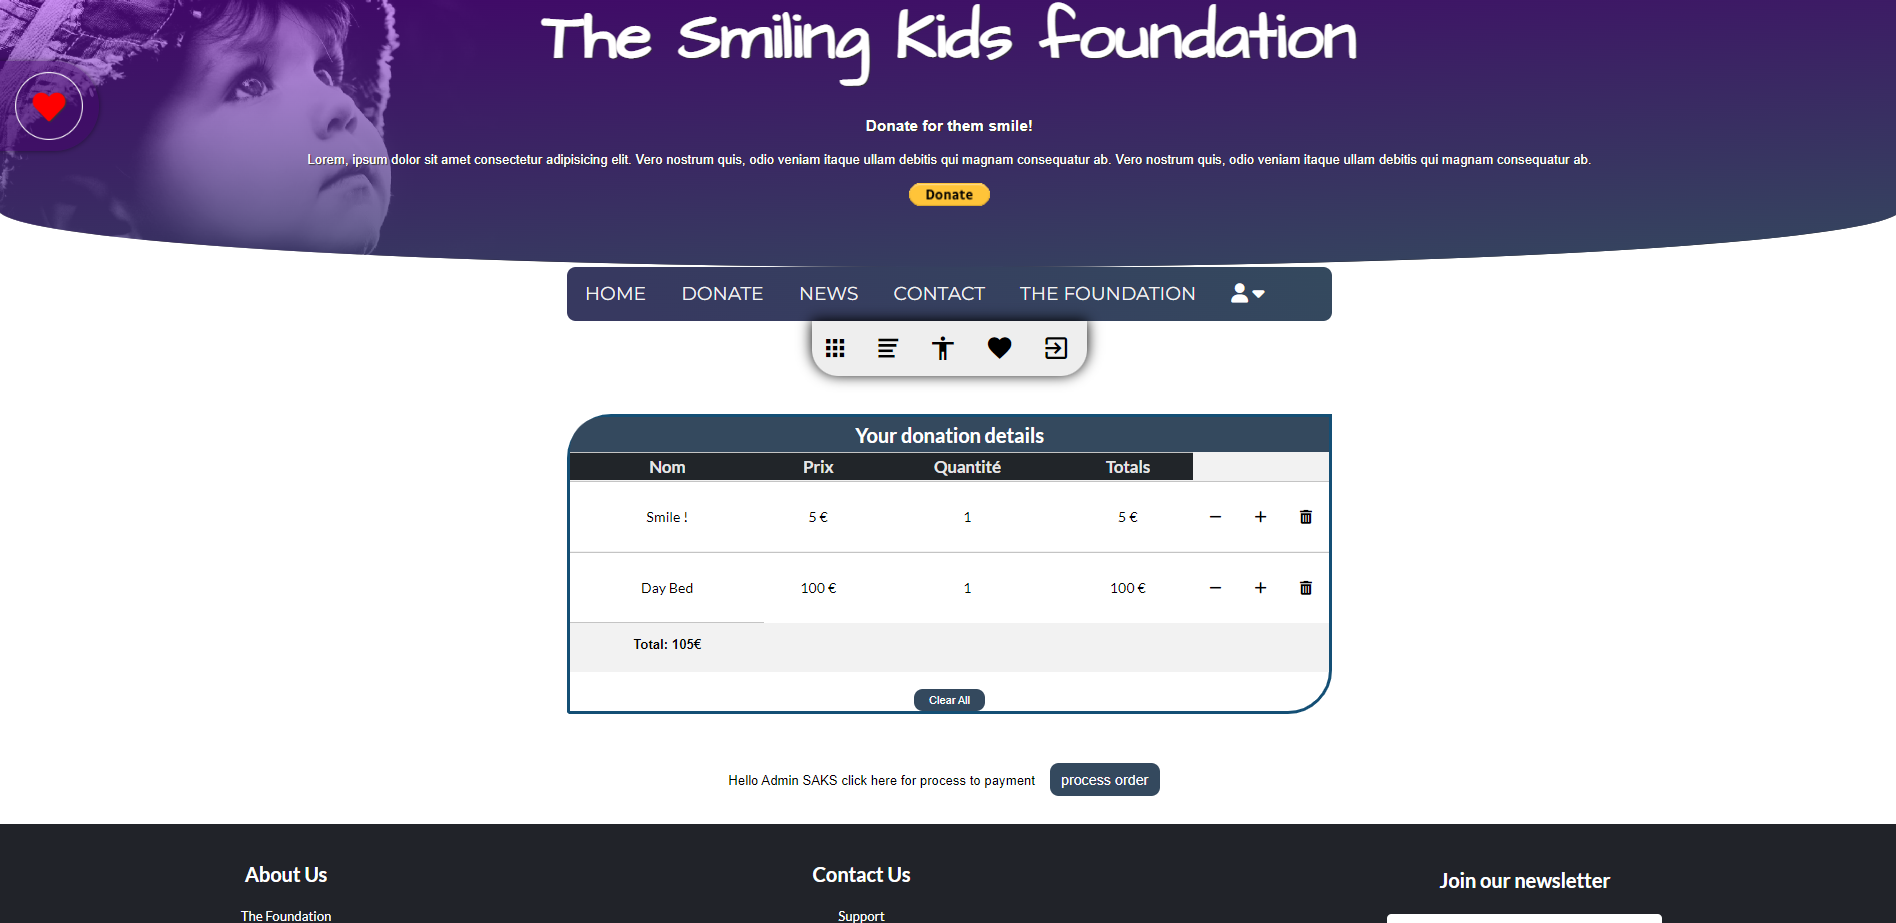 The Smiling Kids foundation
Donate for them smile!
Lorem, ipsum dolor sit amet consectetur adipisicing elit. Vero nostrum quis, odio veniam itaque ullam debitis qui magnam consequatur ab. Vero nostrum quis, odio veniam itaque ullam debitis qui magnam consequatur ab.
Donate
HOME DONATE NEWS CONTACT THE FOUNDATION
Your donation details
Nom Prix Quantité Totals
Smile ! 5 € 1 5 €
Day Bed 100 € 1 100 €
Total: 105€
Clear All
Hello Admin SAKS click here for process to payment process order
About Us Contact Us Join our newsletter
The Foundation Support